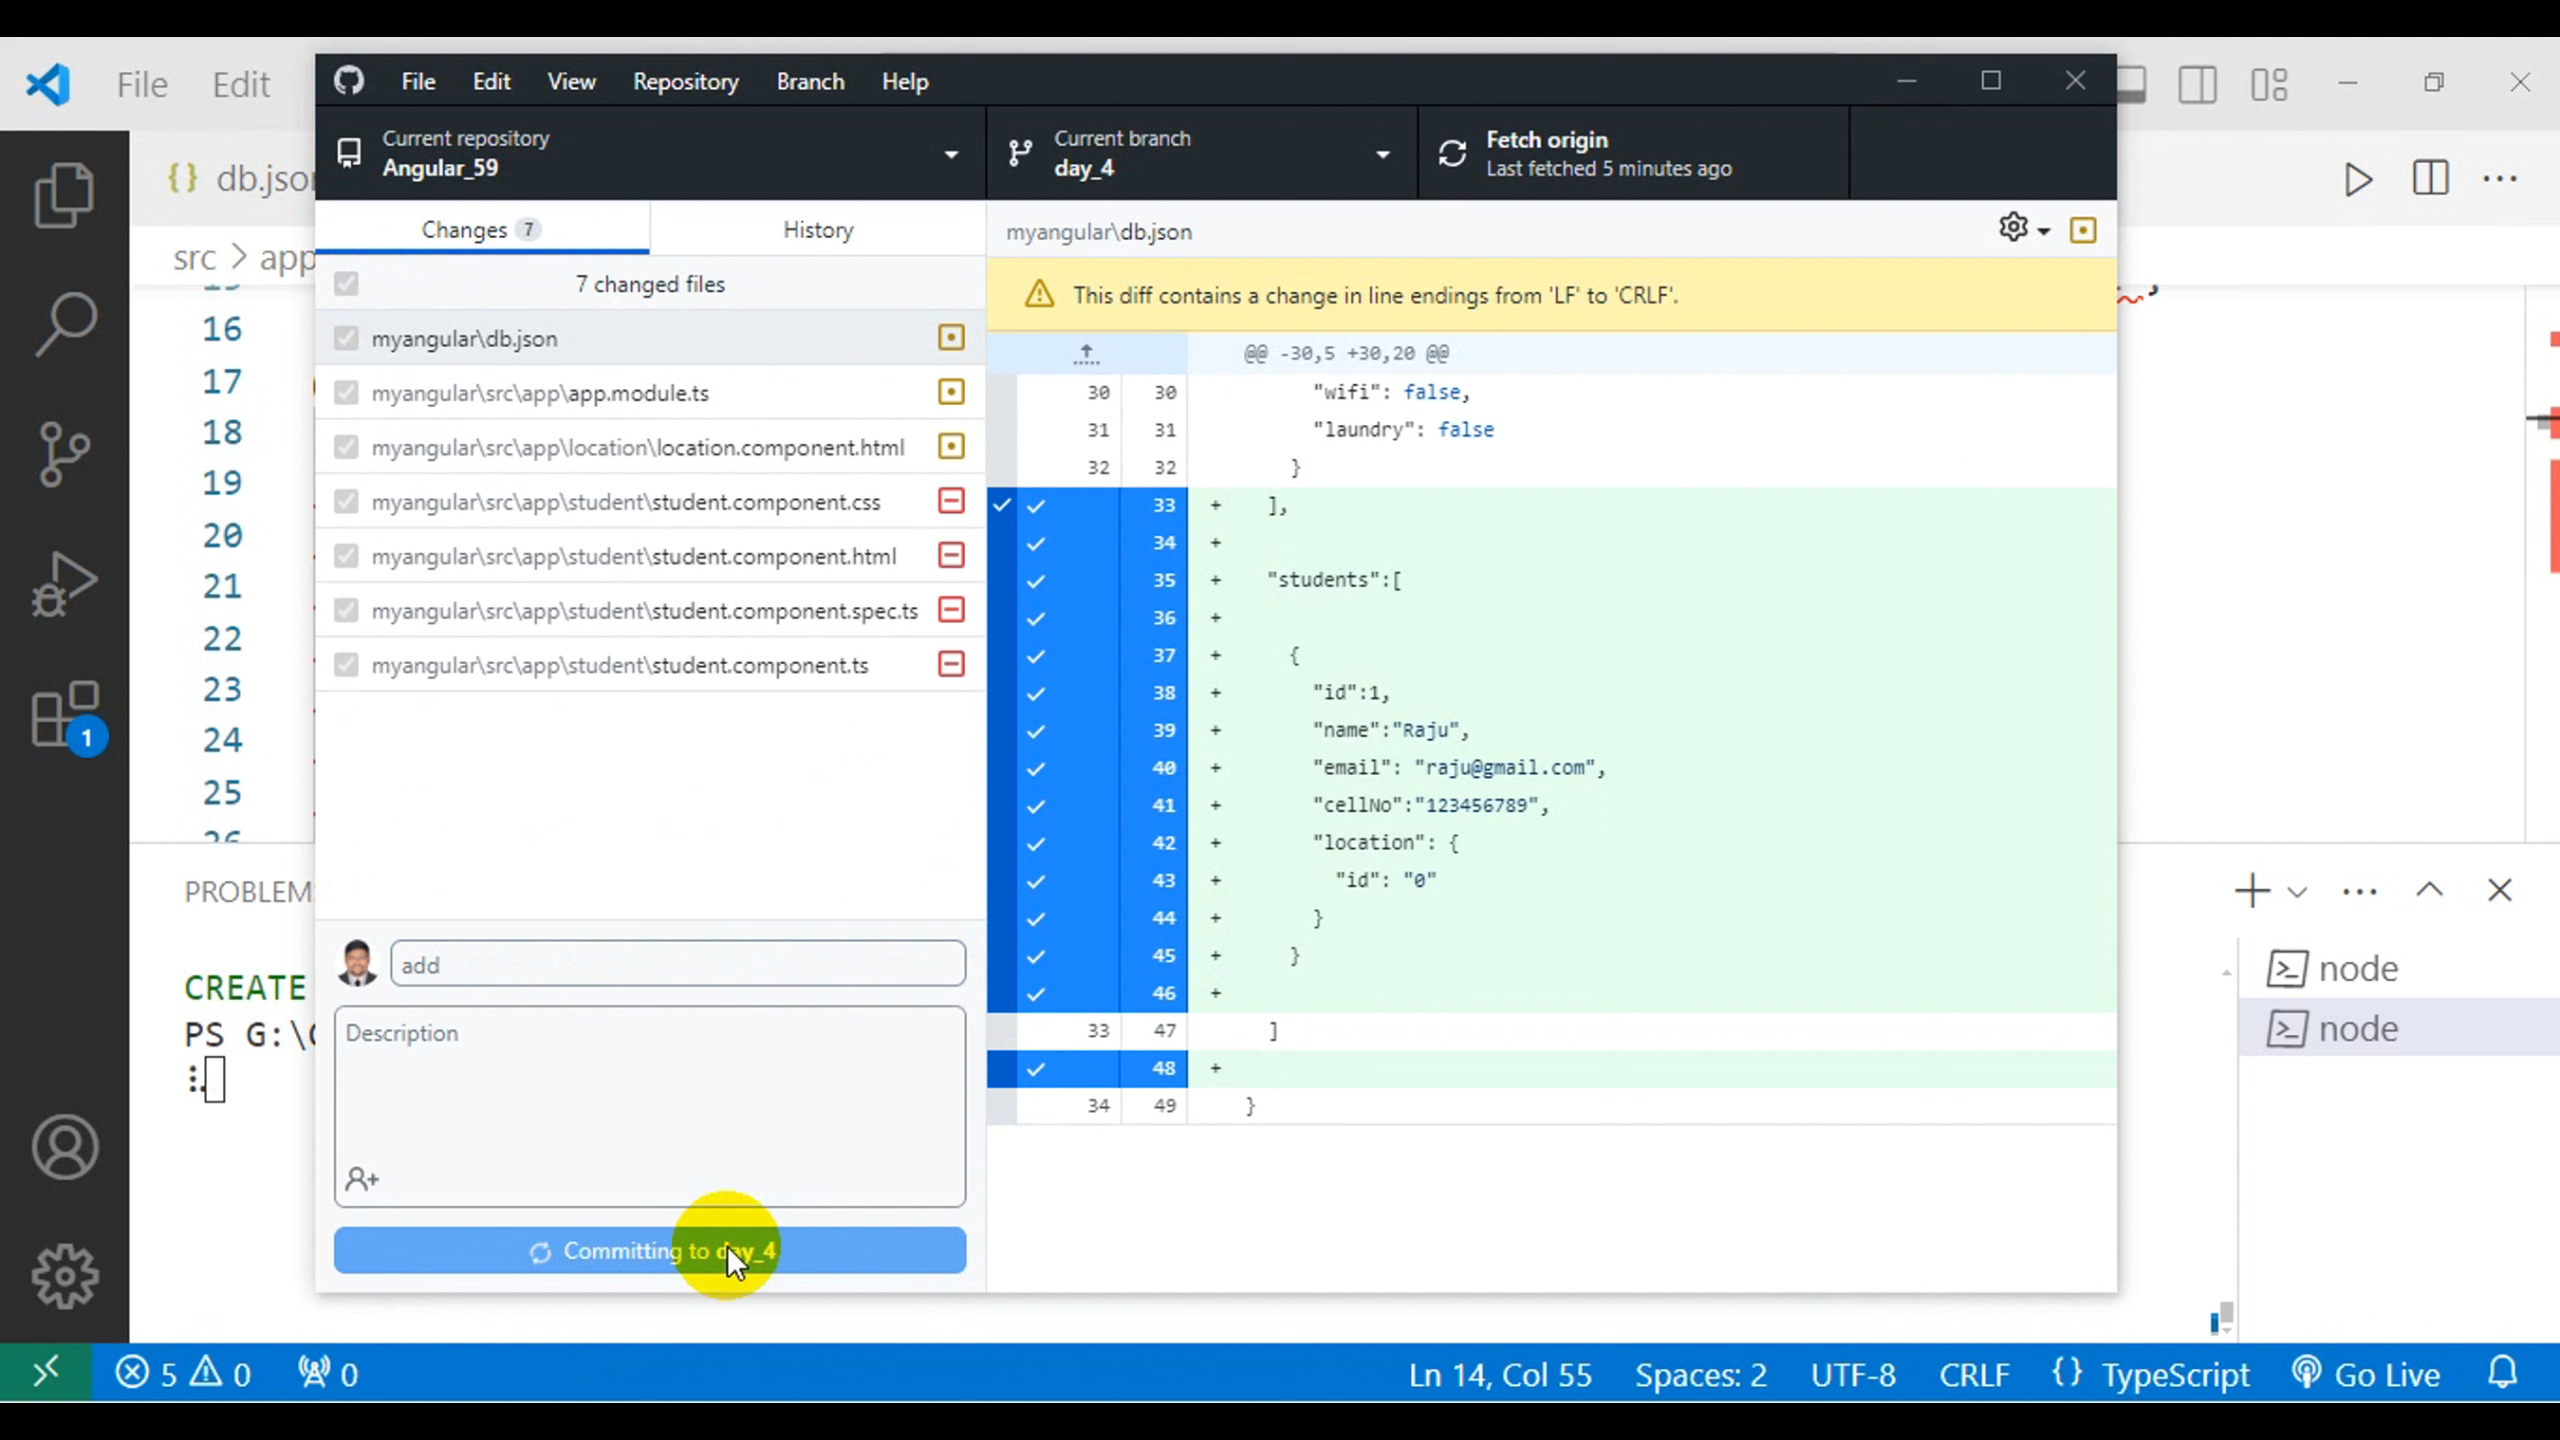 File Edit
File Edit View Repository Branch Help
Current repository
Angular_59
Current branch
day_4
Fetch origin
Last fetched 5 minutes ago
{} db.json
src > app
Changes 7
History
7 changed files
myangular\db.json
myangular\src\app\app.module.ts
myangular\src\app\location\location.component.html
myangular\src\app\student\student.component.css
myangular\src\app\student\student.component.html
myangular\src\app\student\student.component.spec.ts
myangular\src\app\student\student.component.ts
add
Description
Committing to day_4
myangular\db.json
This diff contains a change in line endings from 'LF' to 'CRLF'.
@@ -30,5 +30,20 @@
30 30 "wifi": false,
31 31 "laundry": false
32 32 }
33 + ],
34 +
35 + "students":[
36 +
37 + {
38 + "id":1,
39 + "name":"Raju",
40 + "email": "raju@gmail.com",
41 + "cellNo":"123456789",
42 + "location": {
43 + "id": "0"
44 + }
45 + }
46 +
33 47 ]
48 +
34 49 }
16
17
18
19
20
21
22
23
24
25
1
PROBLEM
CREATE
PS G:\
node
node
5 0 0
Ln 14, Col 55
Spaces: 2
UTF-8
CRLF
{} TypeScript
Go Live